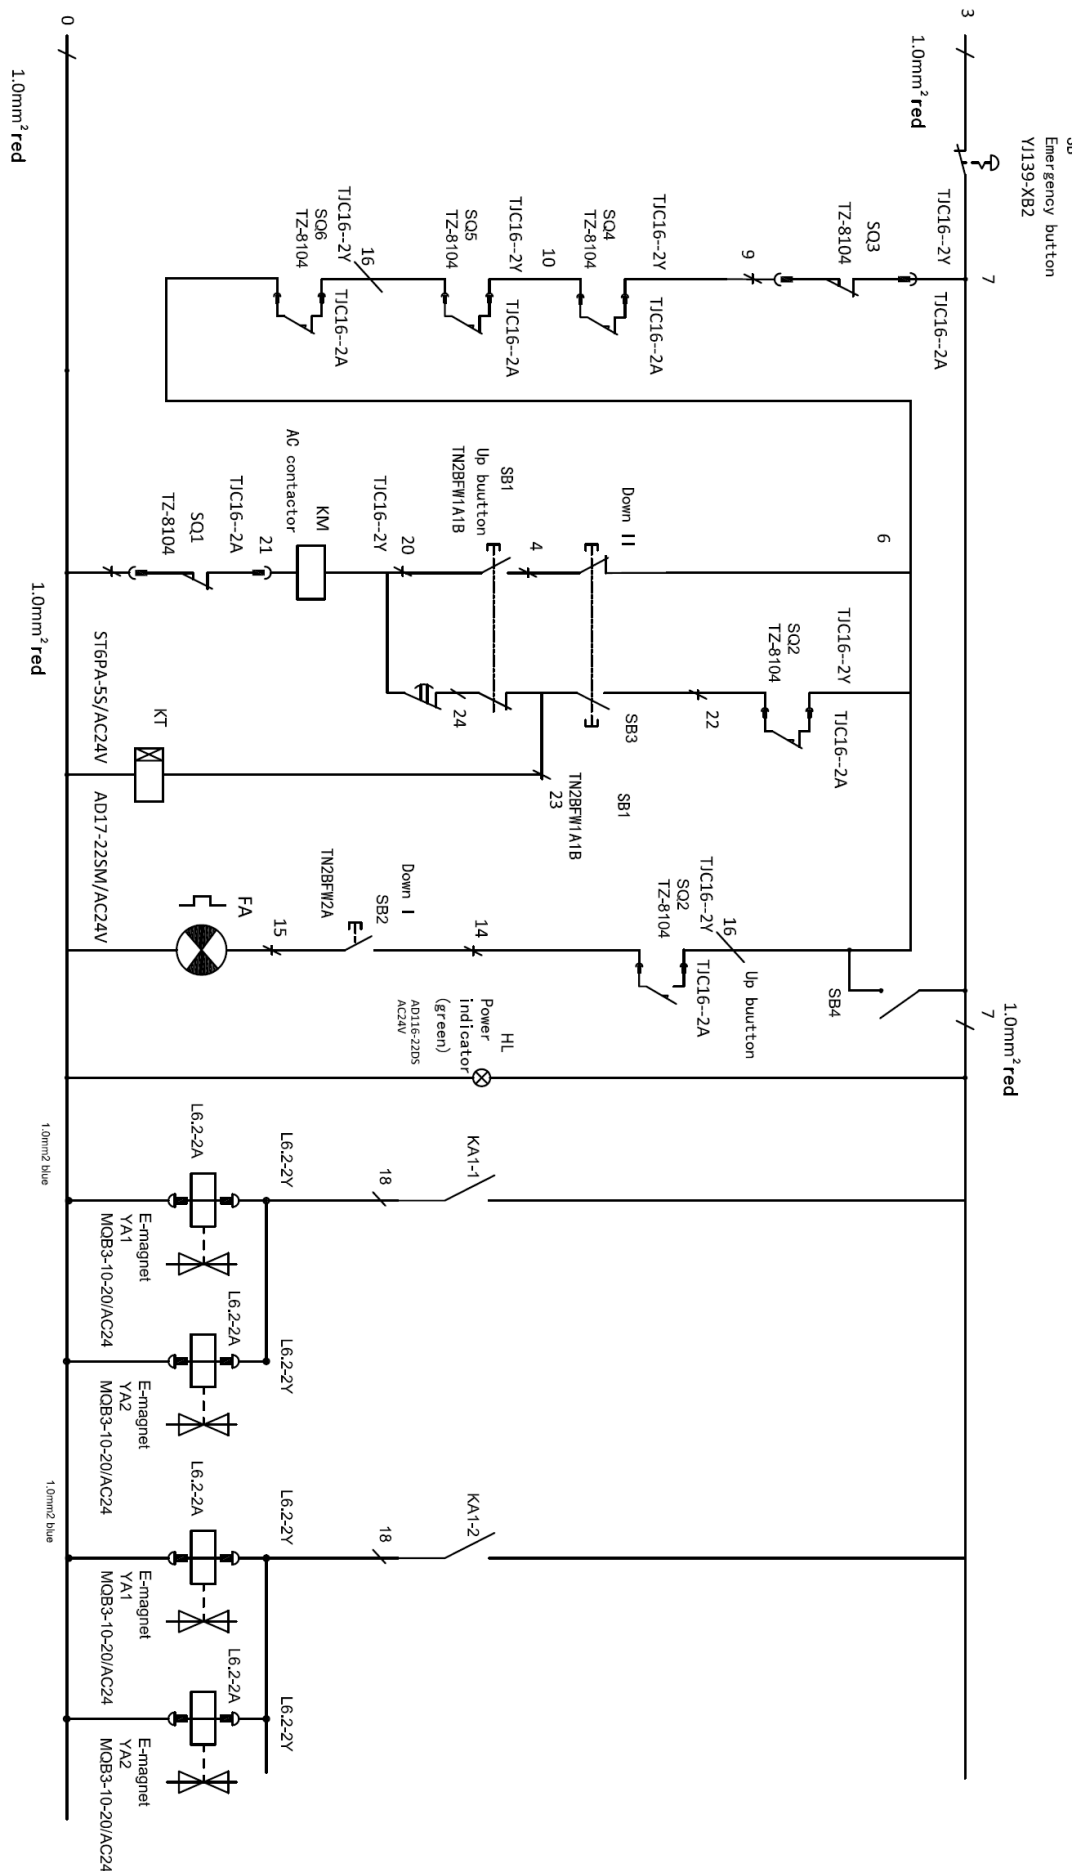 3
1.0mm² red
SB
Emergency button
YJ139-XB2
TJC16--2Y
7
TJC16--2A
SQ3
TZ-8104
9
TJC16--2Y
TJC16--2A
SQ4
TZ-8104
10
TJC16--2Y
TJC16--2A
SQ5
TZ-8104
16
TJC16--2Y
TJC16--2A
SQ6
TZ-8104
0
1.0mm² red
6
Down II
4
SB1
Up buutton
TN2BFW1A1B
20
TJC16--2Y
KM
AC contactor
21
TJC16--2A
SQ1
TZ-8104
1.0mm² red
TJC16--2Y
TJC16--2A
SQ2
TZ-8104
22
SB3
24
SB1
TN2BFW1A1B
23
KT
ST6PA-5S/AC24V
7
1.0mm² red
SB4
Up buutton
16
TJC16--2Y
TJC16--2A
SQ2
TZ-8104
14
Down I
SB2
TN2BFW2A
15
FA
AD17-22SM/AC24V
HL
Power
indicator
(green)
AD116-22DS
AC24V
KA1-1
18
L6.2-2Y
L6.2-2A
E-magnet
YA1
MQB3-10-20/AC24
1.0mm2 blue
L6.2-2Y
L6.2-2A
E-magnet
YA2
MQB3-10-20/AC24
KA1-2
18
L6.2-2Y
L6.2-2A
E-magnet
YA1
MQB3-10-20/AC24
1.0mm2 blue
L6.2-2Y
L6.2-2A
E-magnet
YA2
MQB3-10-20/AC24